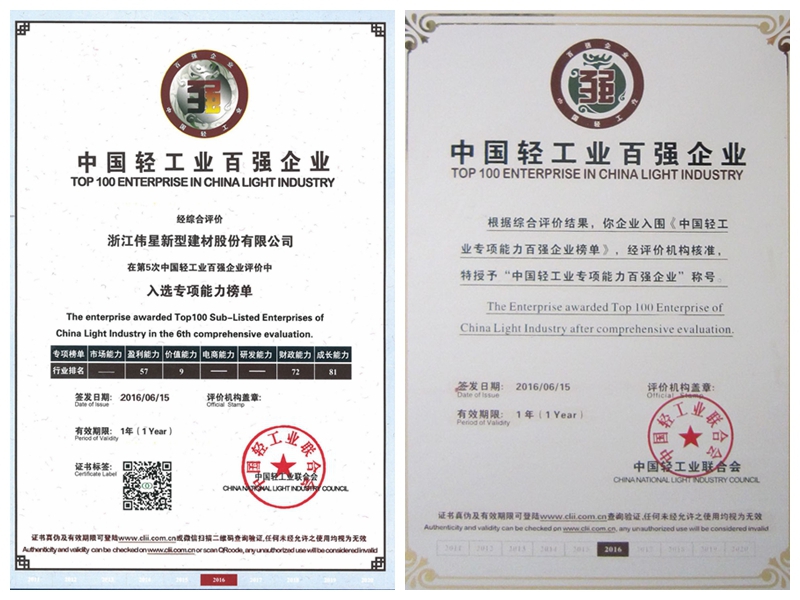 百强企业
强
中国轻工业
中国轻工业百强企业
TOP 100 ENTERPRISE IN CHINA LIGHT INDUSTRY
经综合评价
浙江伟星新型建材股份有限公司
在第5次中国轻工业百强企业评价中
入选专项能力榜单
The enterprise awarded Top100 Sub-Listed Enterprises of
China Light Industry in the 6th comprehensive evaluation.
专项榜单 市场能力 盈利能力 价值能力 电商能力 研发能力 财政能力 成长能力
行业排名 —— 57 9 —— —— 72 81
签发日期: 2016/06/15 评价机构盖章:
Date of Issue Official Stamp
有效期限: 1年 (1 Year)
Period of Validity
证书标签:
Certificate Label
中国轻工业联合会
中国轻工业联合会
CHINA NATIONAL LIGHT INDUSTRY COUNCIL
证书真伪及有效期限可登陆www.clii.com.cn或微信扫描二维码查询验证,任何未经允许之使用均视为无效
Authenticity and validity can be checked on www.clii.com.cn or scan QRcode, any unauthorized use will be considered invalid
2016
百强企业
强
中国轻工业
中国轻工业百强企业
TOP 100 ENTERPRISE IN CHINA LIGHT INDUSTRY
根据综合评价结果，你企业入围《中国轻工
业专项能力百强企业榜单》，经评价机构核准，
特授予“中国轻工业专项能力百强企业”称号。
The Enterprise awarded Top 100 Enterprise of
China Light Industry after comprehensive evaluation.
签发日期: 2016/06/15 评价机构盖章:
Date of Issue Official Stamp
有效期限: 1 年 ( 1 Year )
Period of Validity
中国轻工业联合会
中国轻工业联合会
CHINA NATIONAL LIGHT INDUSTRY COUNCIL
证书真伪及有效期限可登陆www.clii.com.cn查询验证,任何未经允许之使用均视为无效
Authenticity and validity can be checked on www.clii.com.cn, any unauthorized use will be considered invalid
2011 2012 2013 2014 2015 2016 2017 2018 2019 2020